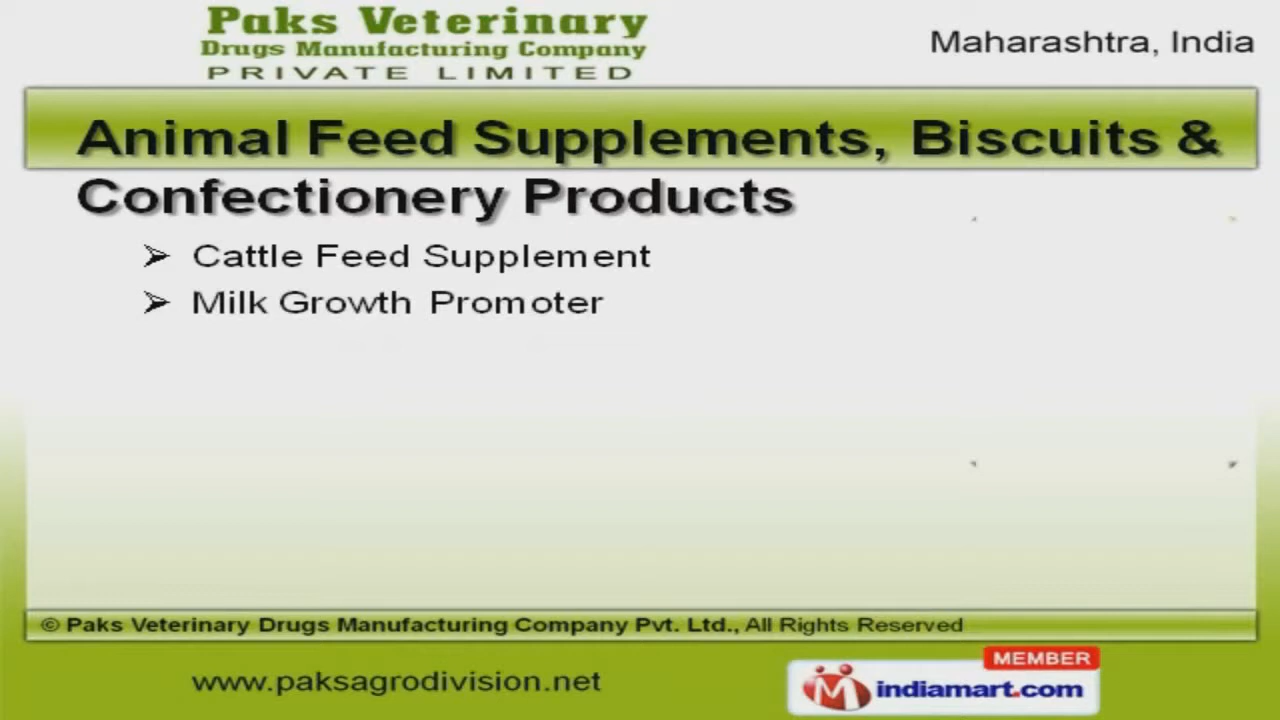 Paks Veterinary
Drugs Manufacturing Company
PRIVATE LIMITED
Maharashtra, India
Animal Feed Supplements, Biscuits &
Confectionery Products
➢ Cattle Feed Supplement
➢ Milk Growth Promoter
© Paks Veterinary Drugs Manufacturing Company Pvt. Ltd., All Rights Reserved
www.paksagrodivision.net
MEMBER
indiamart.com